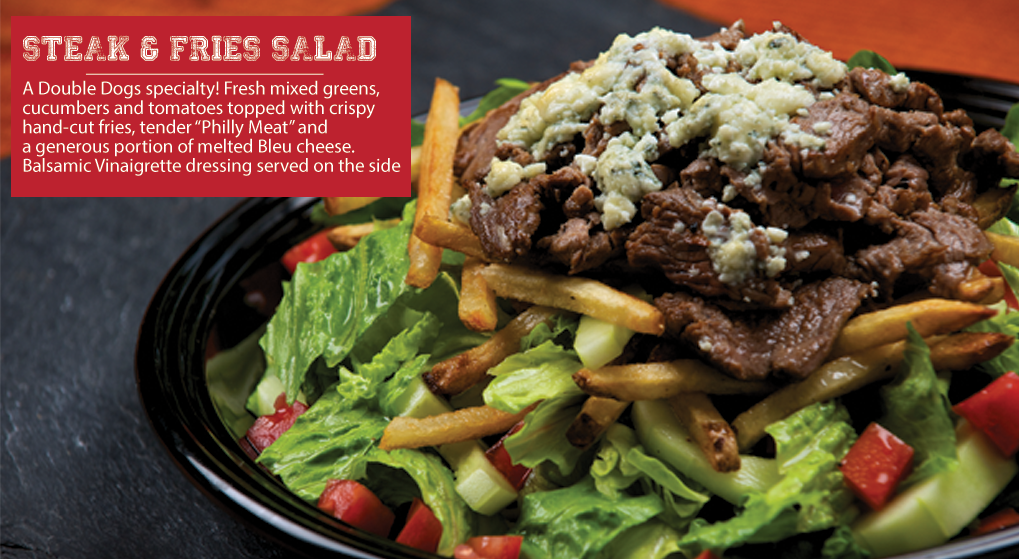 STEAK & FRIES SALAD
A Double Dogs specialty! Fresh mixed greens,
cucumbers and tomatoes topped with crispy
hand-cut fries, tender “Philly Meat” and
a generous portion of melted Bleu cheese.
Balsamic Vinaigrette dressing served on the side